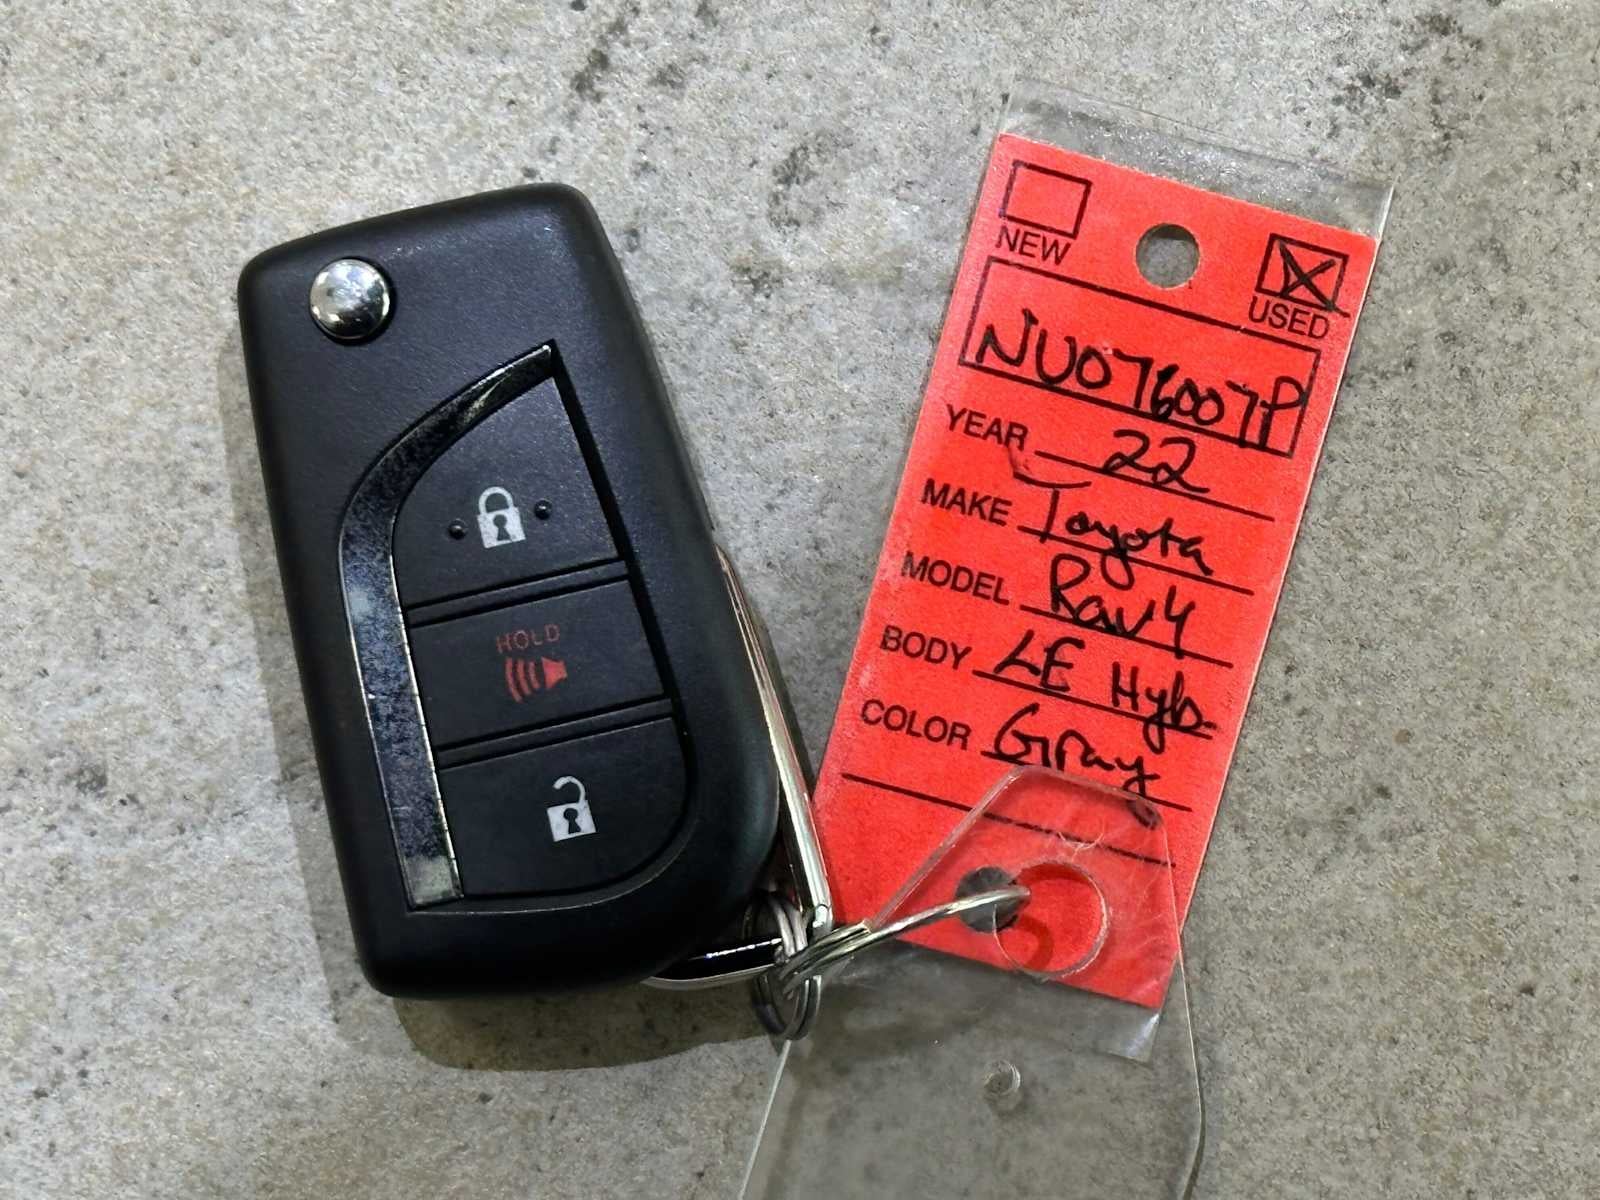 HOLD
NEW
USED
NU076007P
YEAR 22
MAKE Toyota
MODEL Rav4
BODY LE Hyb
COLOR Gray